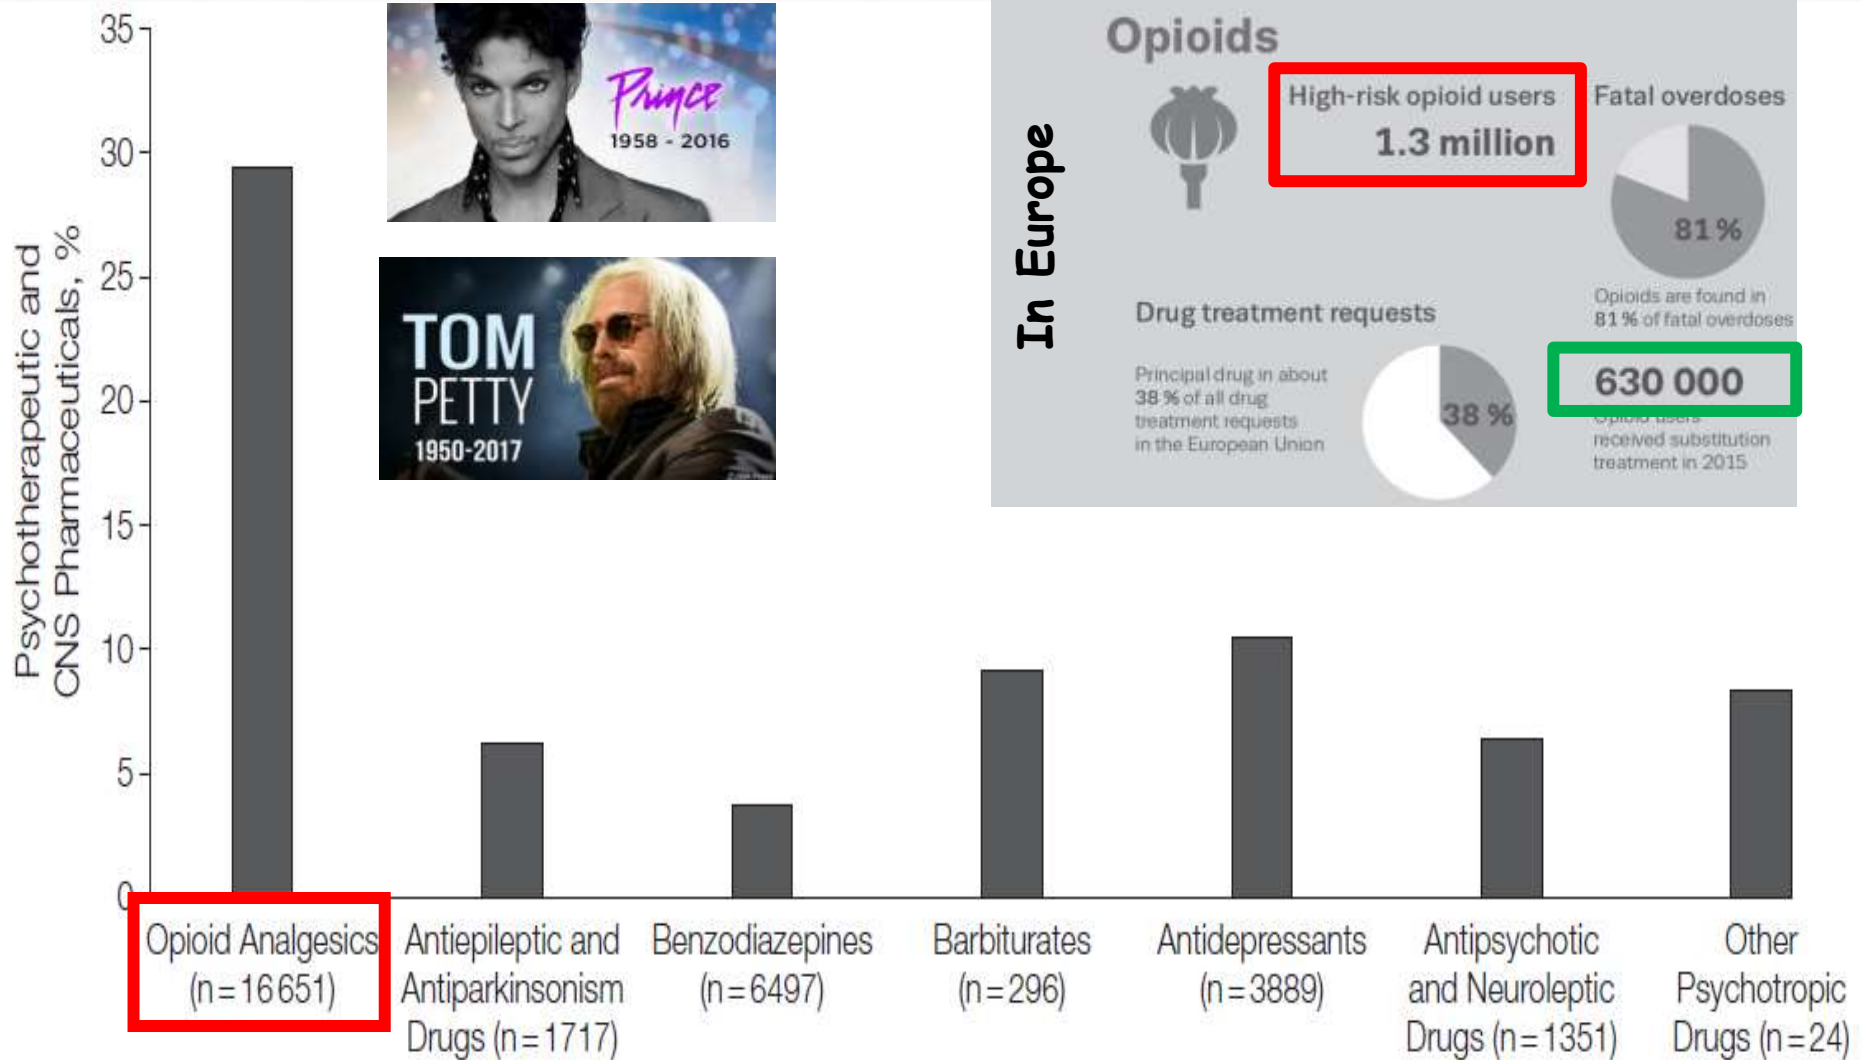 Psychotherapeutic and
CNS Pharmaceuticals, %
35
30
25
20
15
10
5
0
Prince
1958 - 2016
TOM
PETTY
1950-2017
In Europe
Opioids
High-risk opioid users
1.3 million
Fatal overdoses
81 %
Opioids are found in
81 % of fatal overdoses
Drug treatment requests
Principal drug in about
38 % of all drug
treatment requests
in the European Union
38 %
630 000
Opioid users
received substitution
treatment in 2015
Opioid Analgesics
(n=16651)
Antiepileptic and
Antiparkinsonism
Drugs (n=1717)
Benzodiazepines
(n=6497)
Barbiturates
(n=296)
Antidepressants
(n=3889)
Antipsychotic
and Neuroleptic
Drugs (n=1351)
Other
Psychotropic
Drugs (n=24)